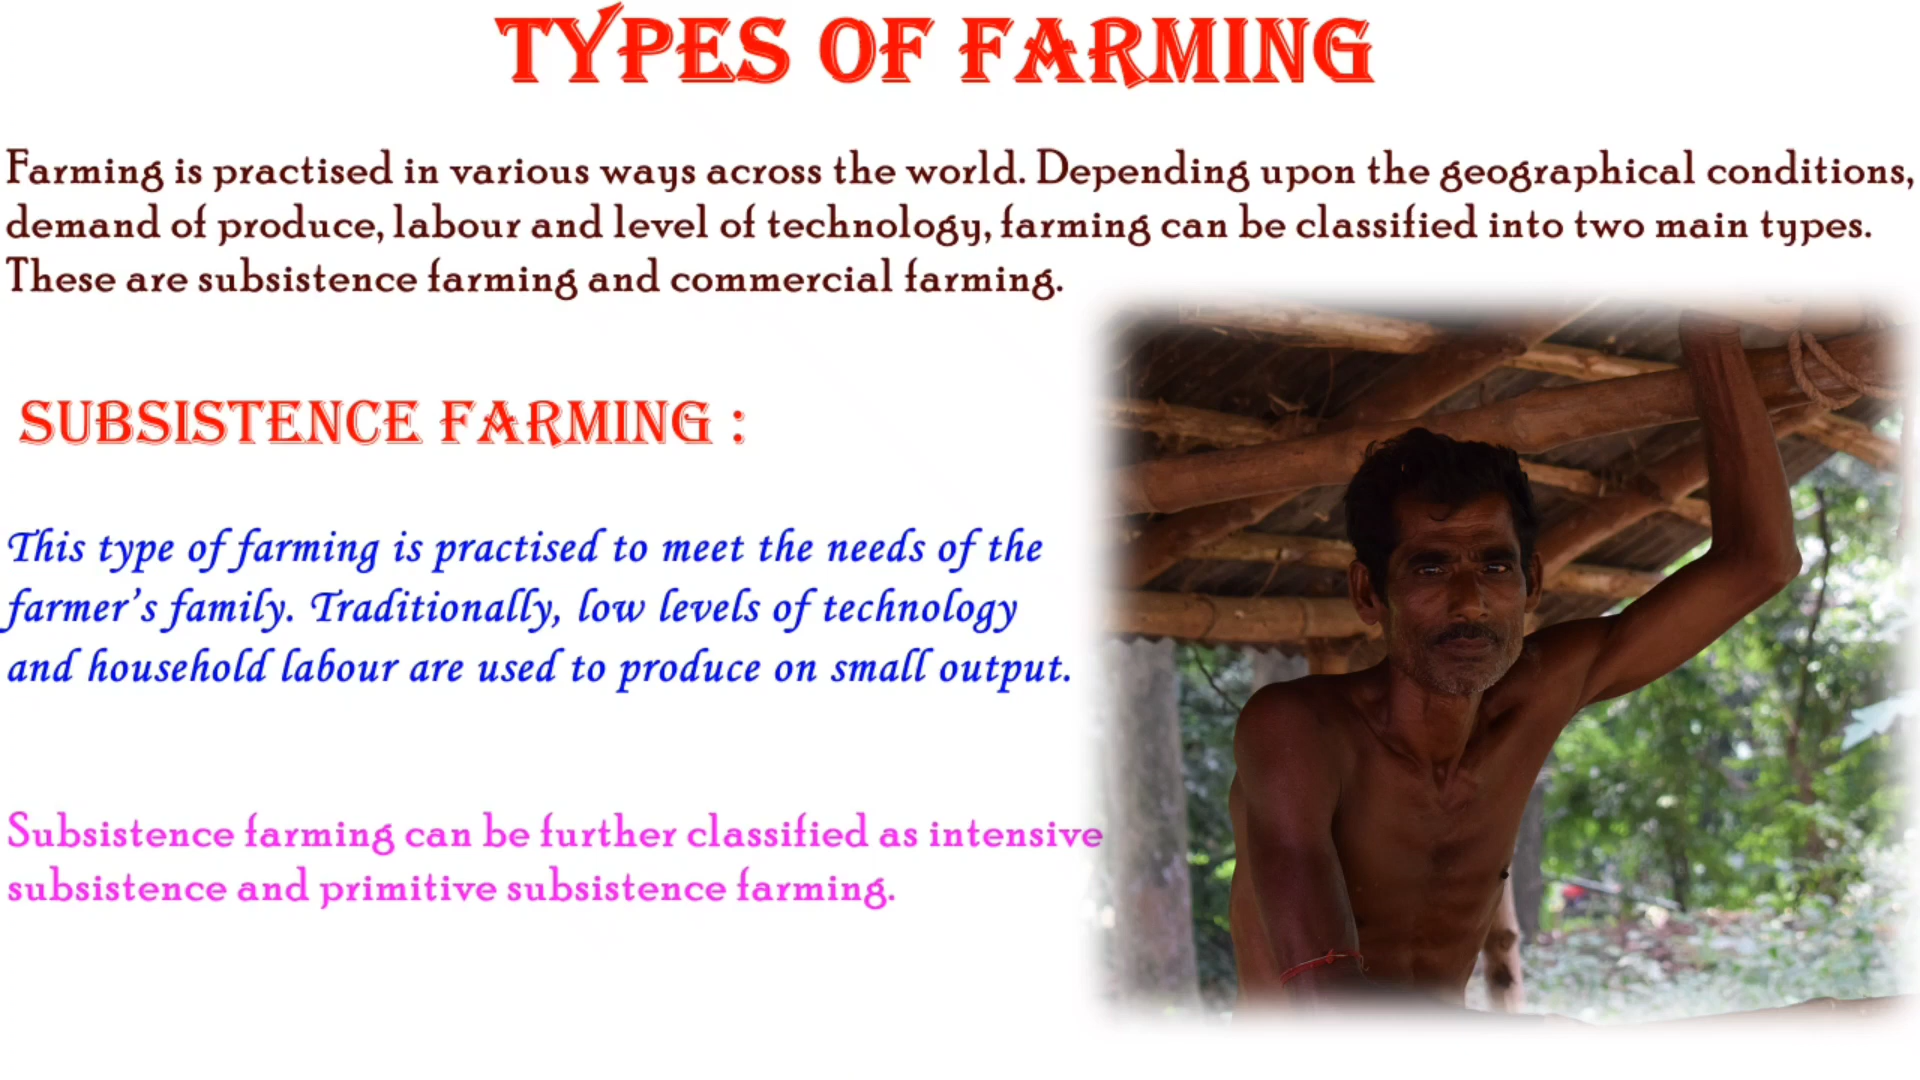 TYPES OF FARMING
Farming is practised in various ways across the world. Depending upon the geographical conditions,
demand of produce, labour and level of technology, farming can be classified into two main types.
These are subsistence farming and commercial farming.
SUBSISTENCE FARMING :
This type of farming is practised to meet the needs of the
farmer’s family. Traditionally, low levels of technology
and household labour are used to produce on small output.
Subsistence farming can be further classified as intensive
subsistence and primitive subsistence farming.